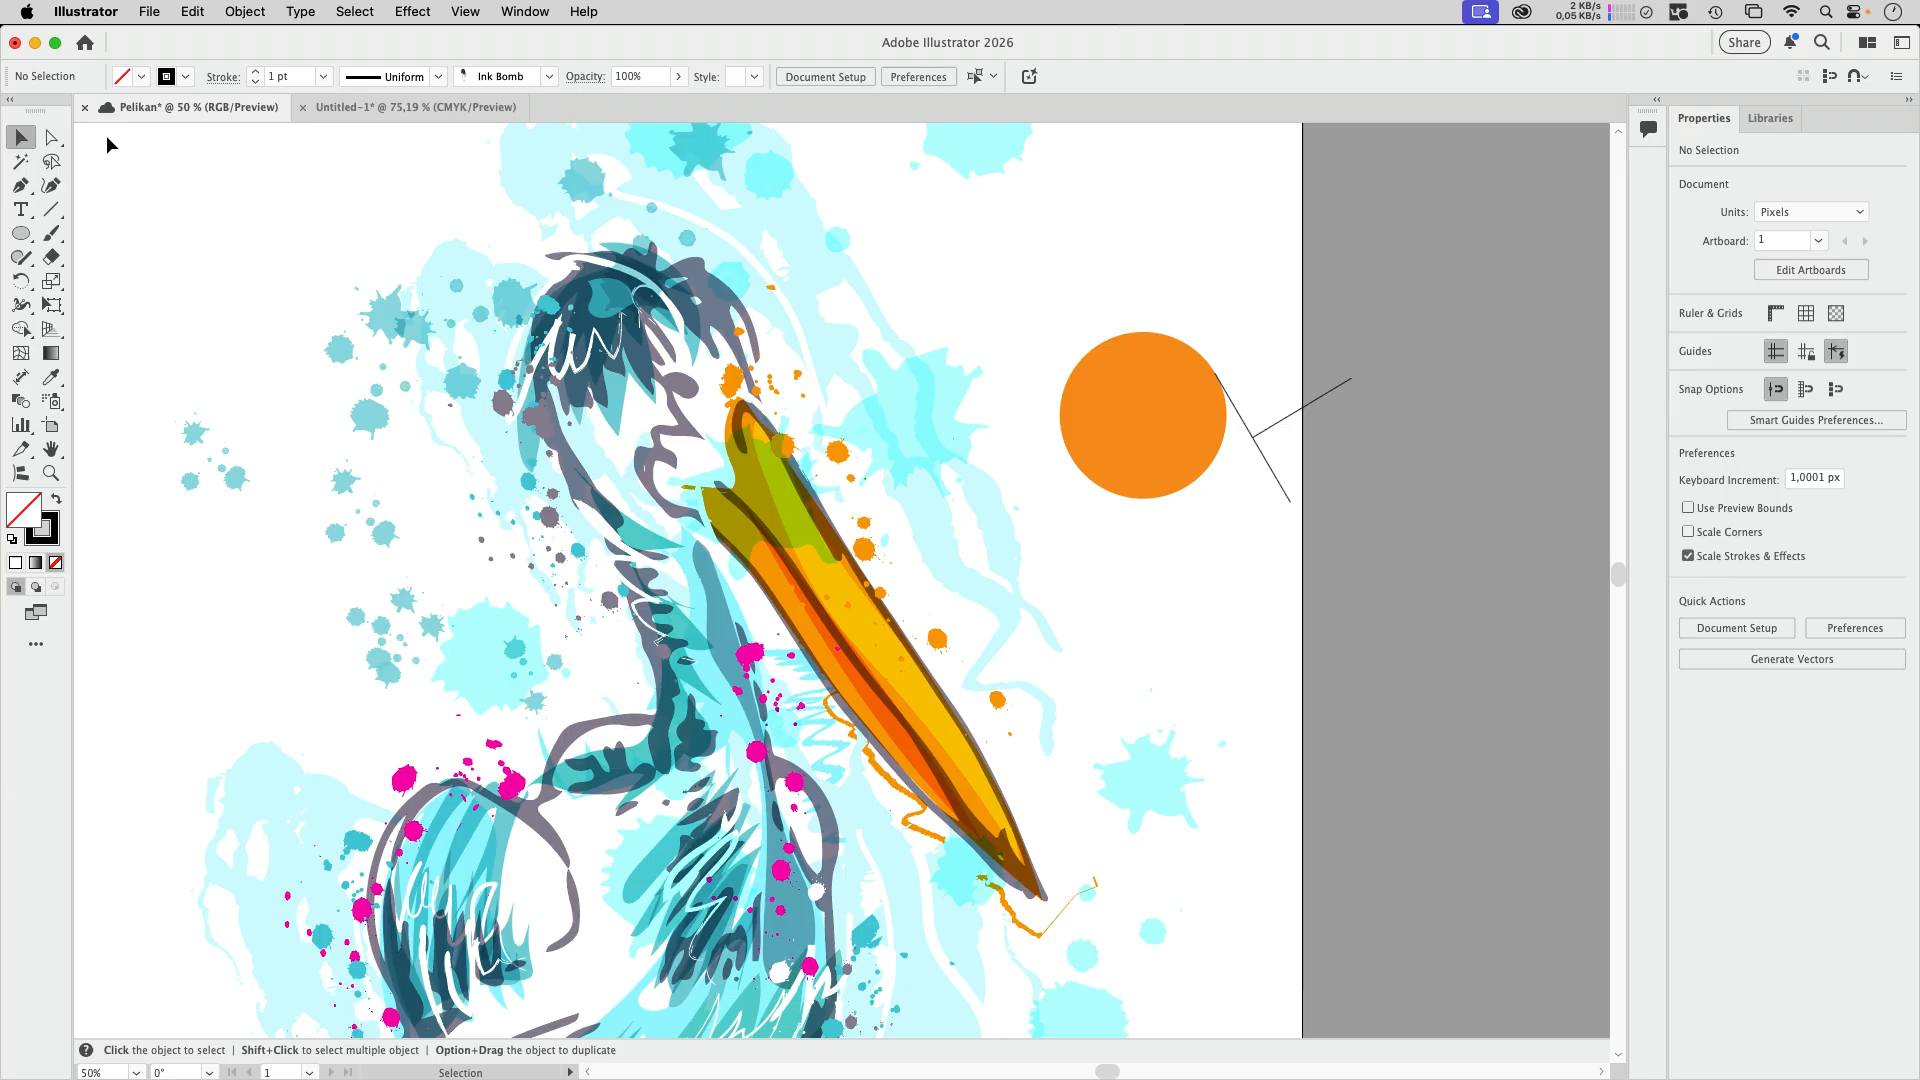 Illustrator File Edit Object Type Select Effect View Window Help
2 KB/s
0,05 KB/s
Adobe Illustrator 2026
Share
No Selection
Stroke:
1 pt
Uniform
Ink Bomb
Opacity:
100%
Style:
Document Setup
Preferences
Pelikan* @ 50 % (RGB/Preview)
Untitled-1* @ 75,19 % (CMYK/Preview)
Properties
Libraries
No Selection
Document
Units:
Pixels
Artboard:
1
Edit Artboards
Ruler & Grids
Guides
Snap Options
Smart Guides Preferences...
Preferences
Keyboard Increment:
1,0001 px
Use Preview Bounds
Scale Corners
Scale Strokes & Effects
Quick Actions
Document Setup
Preferences
Generate Vectors
Click the object to select | Shift+Click to select multiple object | Option+Drag the object to duplicate
50%
0°
1
Selection